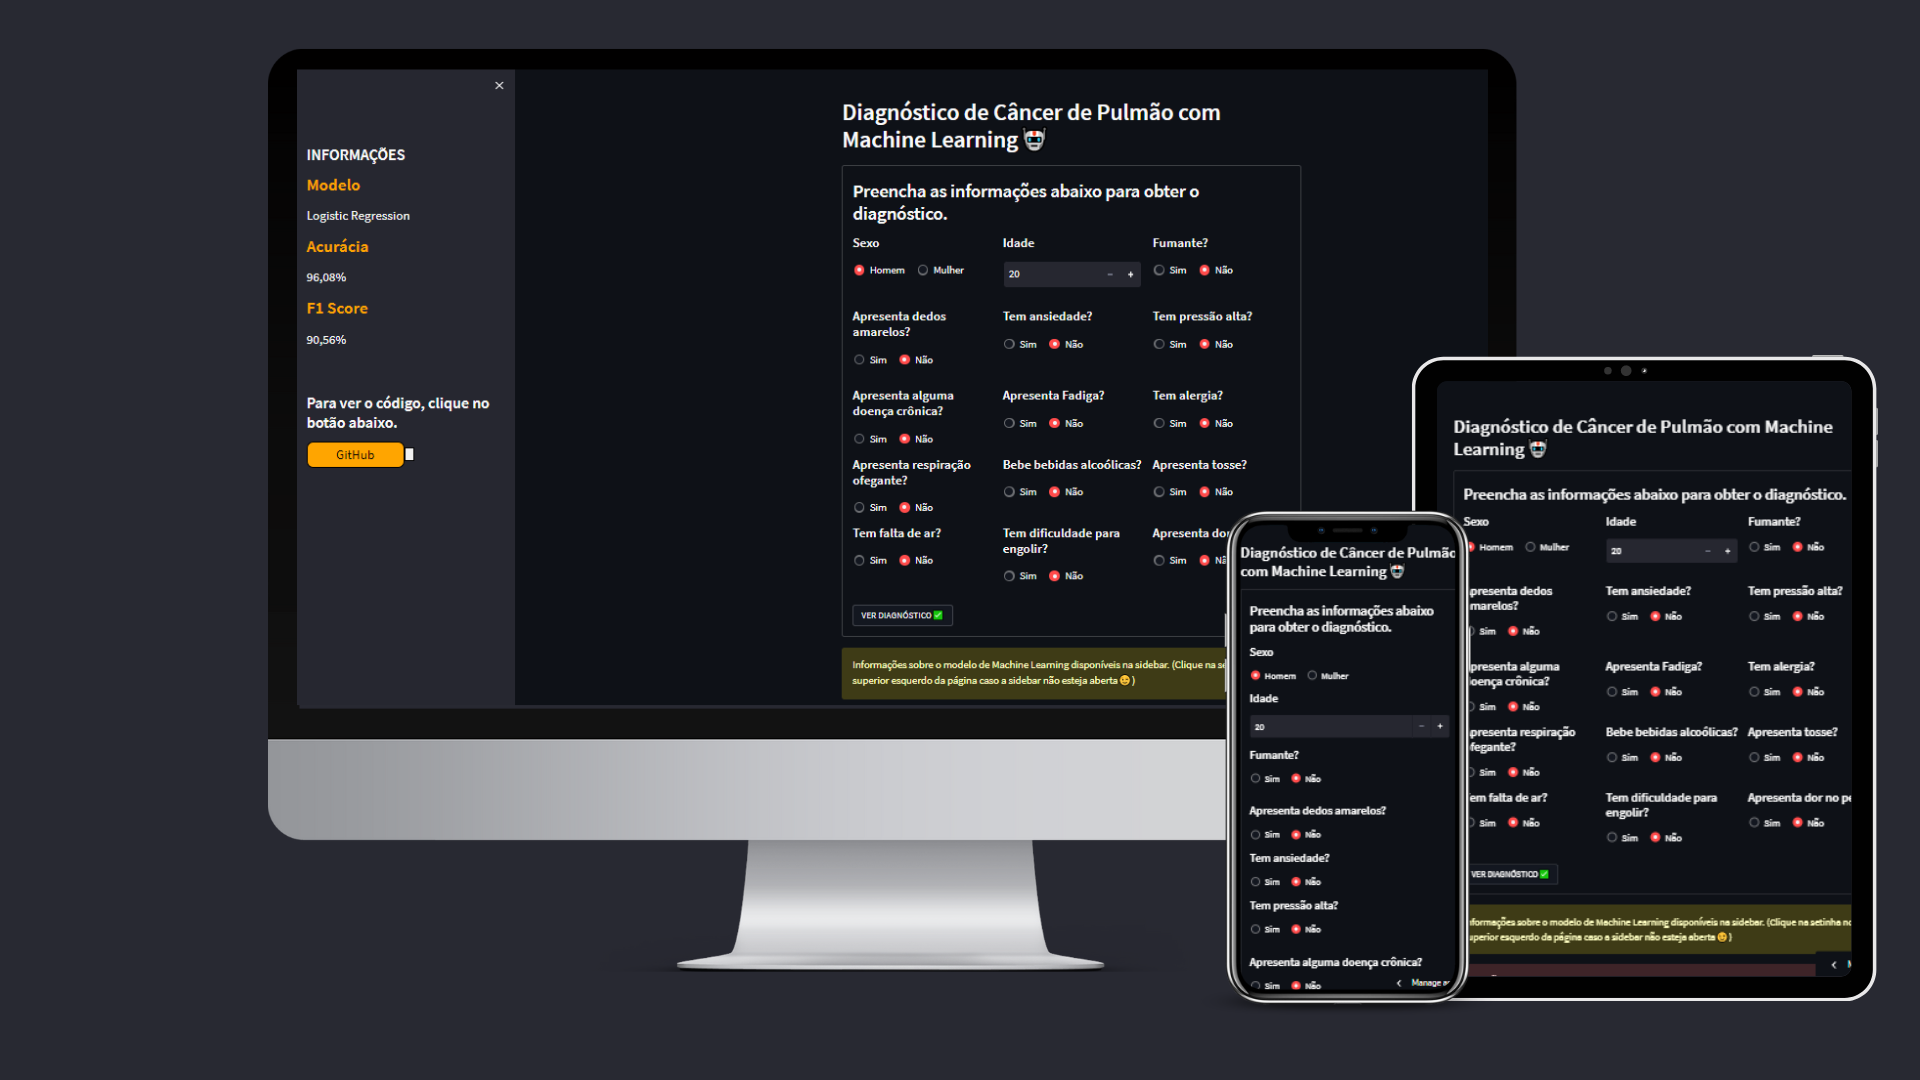 INFORMAÇÕES
Modelo
Logistic Regression
Acurácia
96,08%
F1 Score
90,56%
Para ver o código, clique no
botão abaixo.
GitHub
Diagnóstico de Câncer de Pulmão com
Machine Learning
Preencha as informações abaixo para obter o
diagnóstico.
Sexo Idade Fumante?
Homem Mulher 20 − + Sim Não
Apresenta dedos
amarelos?
Tem ansiedade? Tem pressão alta?
Sim Não Sim Não
Sim Não
Apresenta alguma
doença crônica?
Apresenta Fadiga? Tem alergia?
Sim Não Sim Não
Sim Não
Apresenta respiração
ofegante?
Bebe bebidas alcoólicas? Apresenta tosse?
Sim Não Sim Não
Sim Não
Tem falta de ar? Tem dificuldade para
engolir?
Apresenta do
Sim Não Sim Não Sim Nã
VER DIAGNÓSTICO
Informações sobre o modelo de Machine Learning disponíveis na sidebar. (Clique na se
superior esquerdo da página caso a sidebar não esteja aberta )
Diagnóstico de Câncer de Pulmão
com Machine Learning
Preencha as informações abaixo
para obter o diagnóstico.
Sexo
Homem Mulher
Idade
20 − +
Fumante?
Sim Não
Apresenta dedos amarelos?
Sim Não
Tem ansiedade?
Sim Não
Tem pressão alta?
Sim Não
Apresenta alguma doença crônica?
Sim Não
Manage a
Diagnóstico de Câncer de Pulmão com Machine
Learning
Preencha as informações abaixo para obter o diagnóstico.
Sexo Idade Fumante?
Homem Mulher 20 − + Sim Não
presenta dedos
marelos?
Tem ansiedade? Tem pressão alta?
Sim Não Sim Não
Sim Não
presenta alguma
oença crônica?
Apresenta Fadiga? Tem alergia?
Sim Não Sim Não
Sim Não
presenta respiração
fegante?
Bebe bebidas alcoólicas? Apresenta tosse?
Sim Não Sim Não
Sim Não
em falta de ar? Tem dificuldade para
engolir?
Apresenta dor no pe
Sim Não Sim Não Sim Não
VER DIAGNÓSTICO
nformações sobre o modelo de Machine Learning disponíveis na sidebar. (Clique na setinha no
uperior esquerdo da página caso a sidebar não esteja aberta )